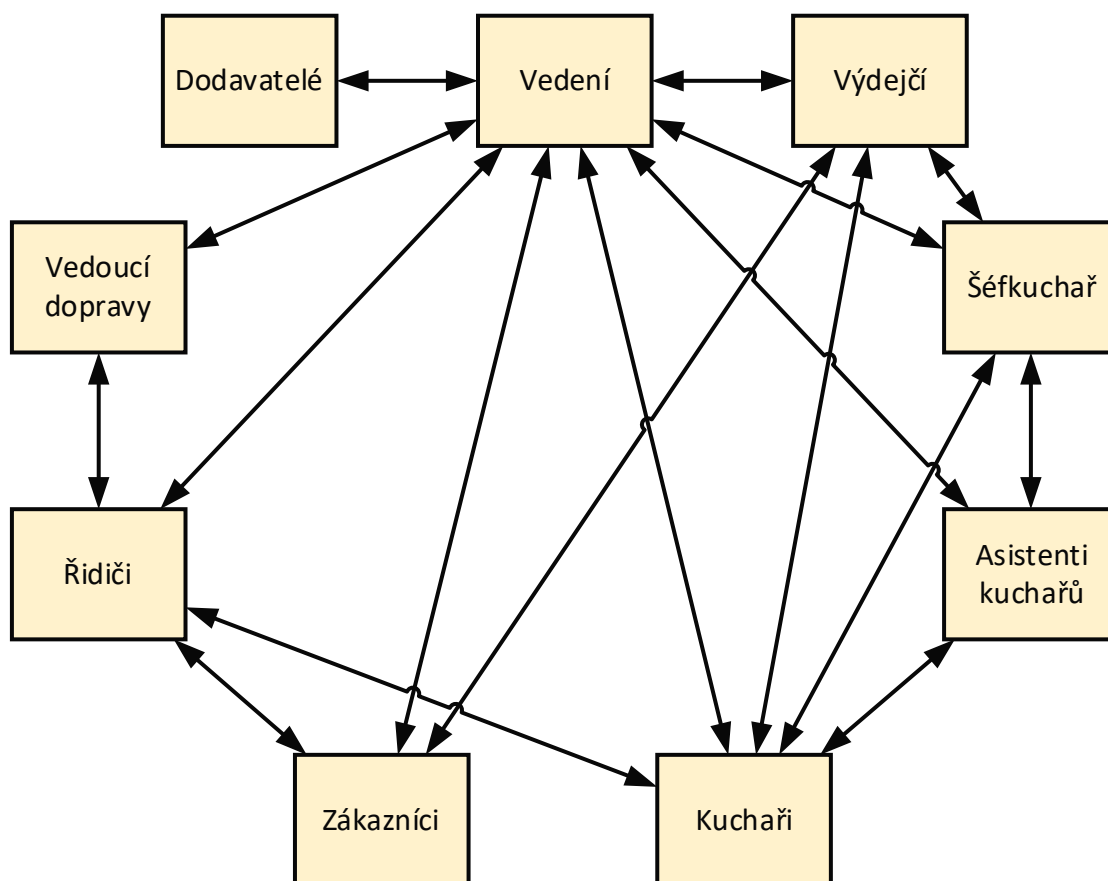 Dodavatelé
Vedení
Výdejčí
Vedoucí
dopravy
Šéfkuchař
Řidiči
Asistenti
kuchařů
Zákazníci
Kuchaři